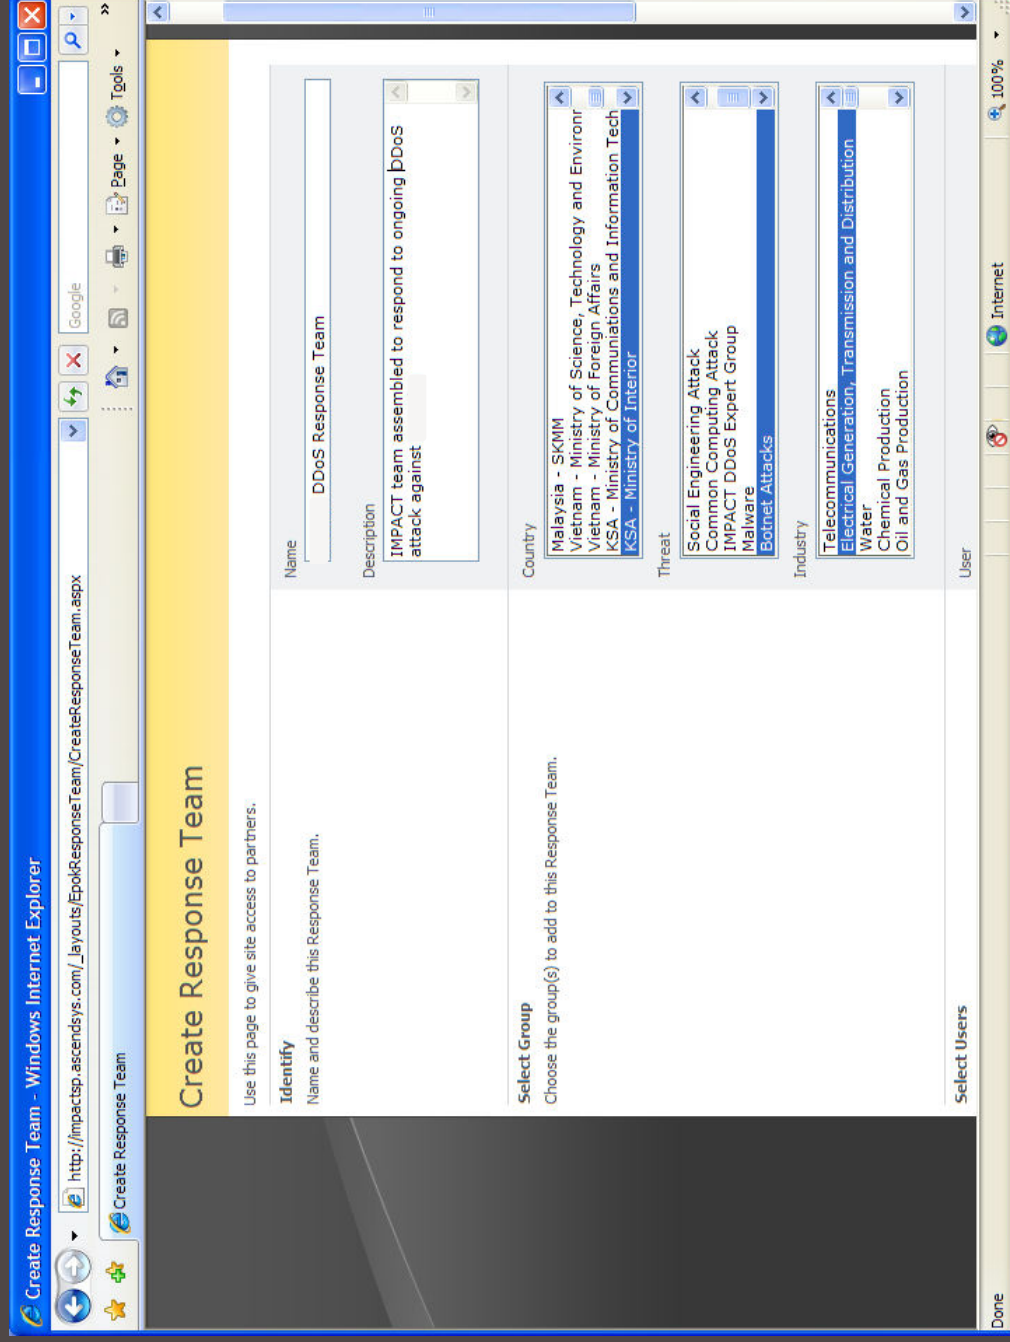 Create Response Team - Windows Internet Explorer
http://impactsp.ascendsys.com/_layouts/EpokResponseTeam/CreateResponseTeam.aspx
Google
Create Response Team
Page
Tools
Create Response Team
Use this page to give site access to partners.
Identify
Name and describe this Response Team.
Name
DDoS Response Team
Description
IMPACT team assembled to respond to ongoing DDoS
attack against
Select Group
Choose the group(s) to add to this Response Team.
Country
Malaysia - SKMM
Vietnam - Ministry of Science, Technology and Environr
Vietnam - Ministry of Foreign Affairs
KSA - Ministry of Communiations and Information Tech
KSA - Ministry of Interior
Threat
Social Engineering Attack
Common Computing Attack
IMPACT DDoS Expert Group
Malware
Botnet Attacks
Industry
Telecommunications
Electrical Generation, Transmission and Distribution
Water
Chemical Production
Oil and Gas Production
Select Users
User
Done
Internet
100%